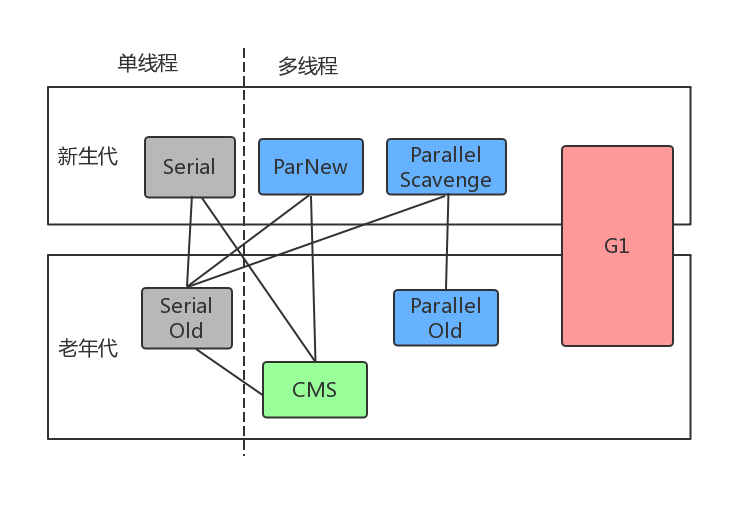 单线程
多线程
新生代
Serial
ParNew
Parallel
Scavenge
G1
老年代
Serial
Old
Parallel
Old
CMS